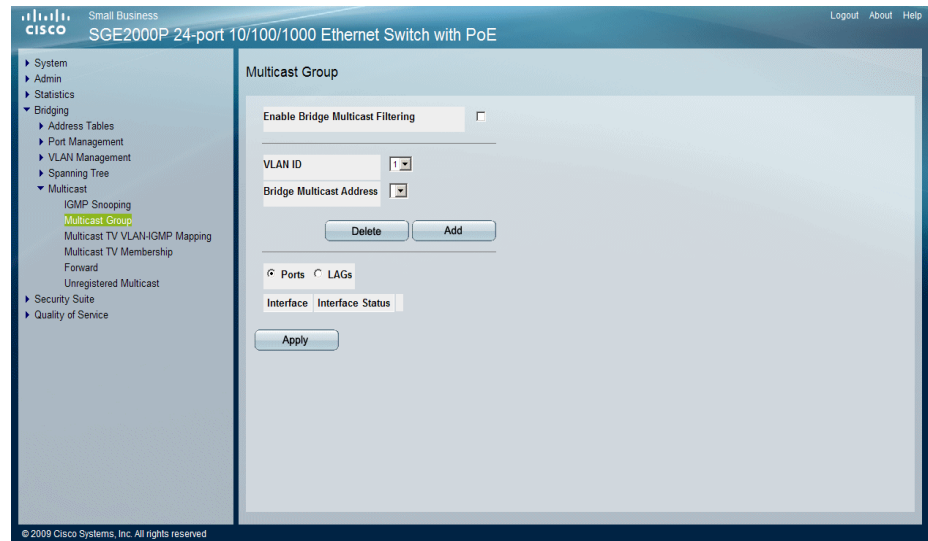 Small Business
Logout About Help
CISCO
SGE2000P 24-port 10/100/1000 Ethernet Switch with PoE
System
Admin
Statistics
Bridging
Address Tables
Port Management
VLAN Management
Spanning Tree
Multicast
IGMP Snooping
Multicast Group
Multicast TV VLAN-IGMP Mapping
Multicast TV Membership
Forward
Unregistered Multicast
Security Suite
Quality of Service
Multicast Group
Enable Bridge Multicast Filtering
VLAN ID 1
Bridge Multicast Address
Delete Add
Ports LAGs
Interface Interface Status
Apply
© 2009 Cisco Systems, Inc. All rights reserved